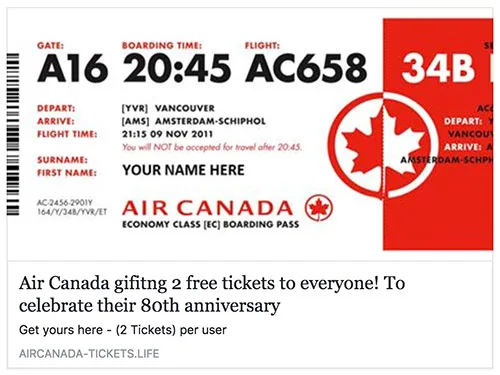 GATE: BOARDING TIME: FLIGHT:
A16 20:45 AC658 34B
DEPART: [YVR] VANCOUVER
ARRIVE: [AMS] AMSTERDAM-SCHIPHOL
FLIGHT TIME: 21:15 09 NOV 2011
You will NOT be accepted for travel after 20:45.
SURNAME:
FIRST NAME: YOUR NAME HERE
AC-2456-2901Y
164/Y/34B/YVR/ET
AIR CANADA
ECONOMY CLASS [EC] BOARDING PASS
DEPART:
VANCOUV
ARRIVE:
AMSTERDAM-SCHPH
Air Canada gifitng 2 free tickets to everyone! To
celebrate their 80th anniversary
Get yours here - (2 Tickets) per user
AIRCANADA-TICKETS.LIFE